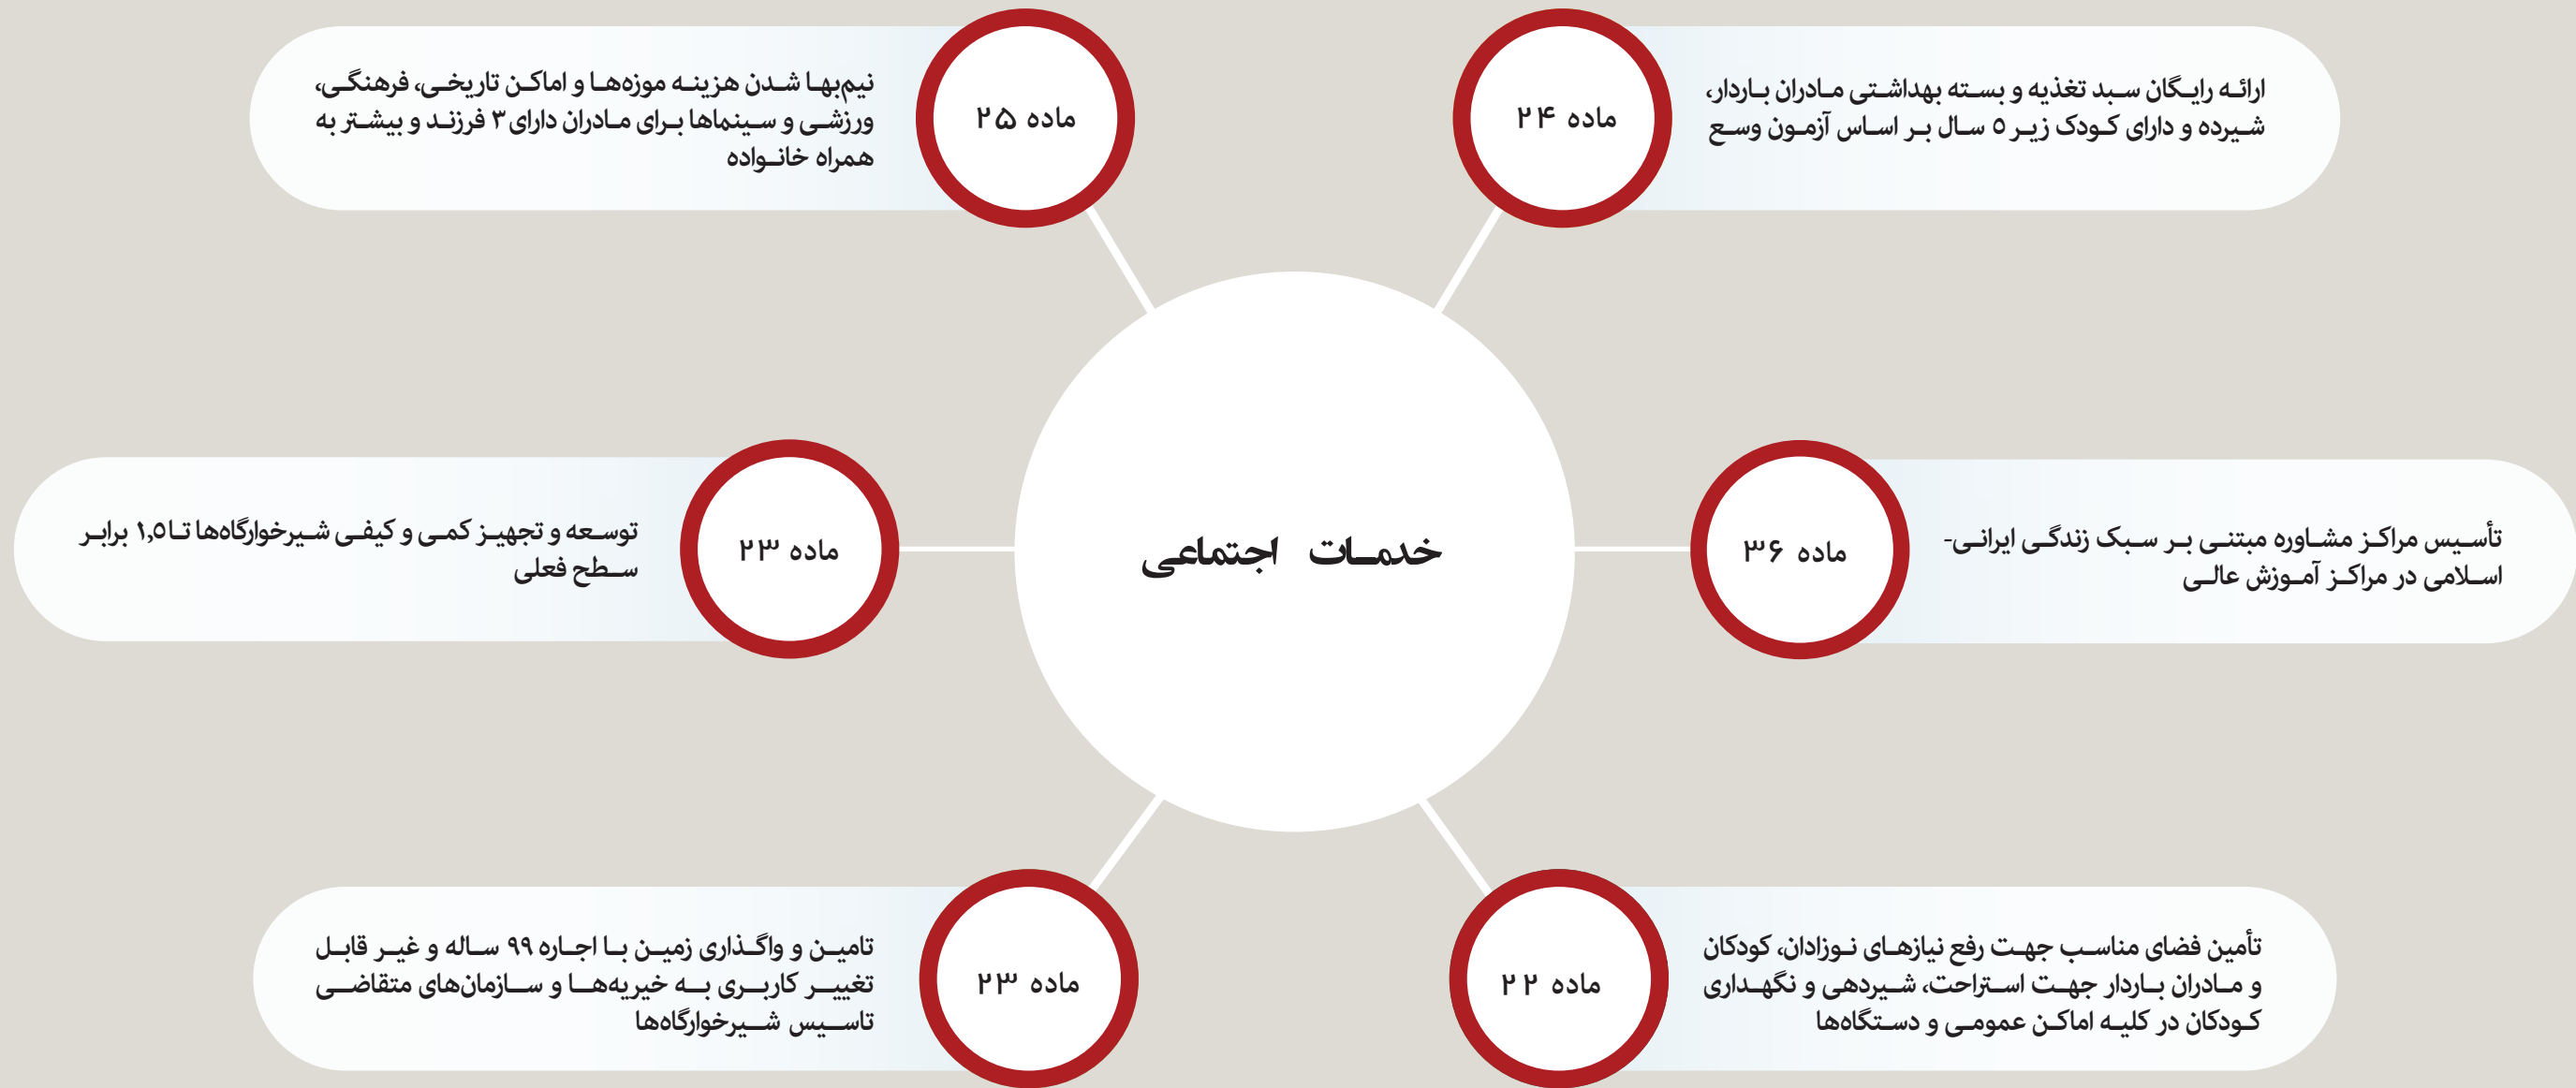 ماده ۲۴
ارائه رایگان سبد تغذیه و بسته بهداشتی مادران باردار،
شیرده و دارای کودک زیر ۵ سال بر اساس آزمون وسع
ماده ۲۵
نیم‌بها شدن هزینه موزه‌ها و اماکن تاریخی، فرهنگی،
ورزشی و سینماها برای مادران دارای ۳ فرزند و بیشتر به
همراه خانواده
خدمات اجتماعی
ماده ۳۶
تأسیس مراکز مشاوره مبتنی بر سبک زندگی ایرانی-
اسلامی در مراکز آموزش عالی
ماده ۲۳
توسعه و تجهیز کمی و کیفی شیرخوارگاه‌ها تا ۱,۵ برابر
سطح فعلی
ماده ۲۲
تأمین فضای مناسب جهت رفع نیازهای نوزادان، کودکان
و مادران باردار جهت استراحت، شیردهی و نگهداری
کودکان در کلیه اماکن عمومی و دستگاه‌ها
ماده ۲۳
تامین و واگذاری زمین با اجاره ۹۹ ساله و غیر قابل
تغییر کاربری به خیریه‌ها و سازمان‌های متقاضی
تاسیس شیرخوارگاه‌ها